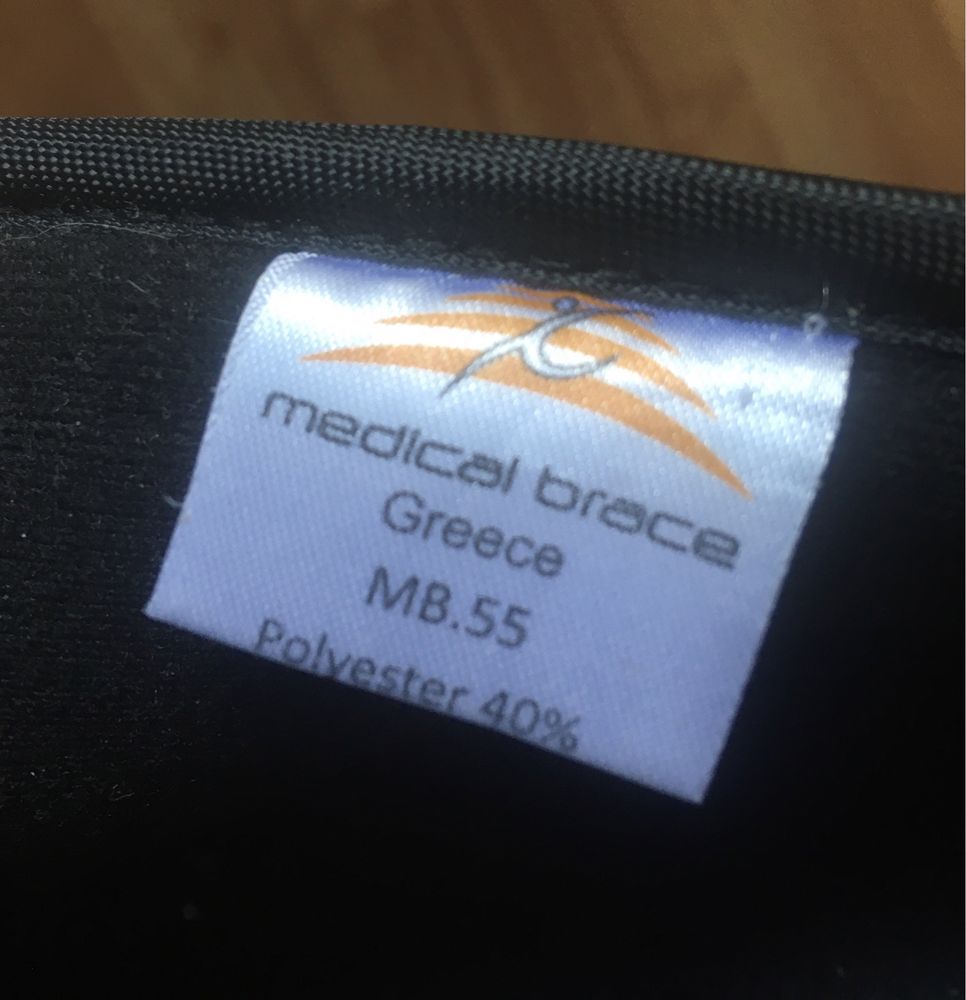 medical brace
Greece
MB.55
Polyester 40%